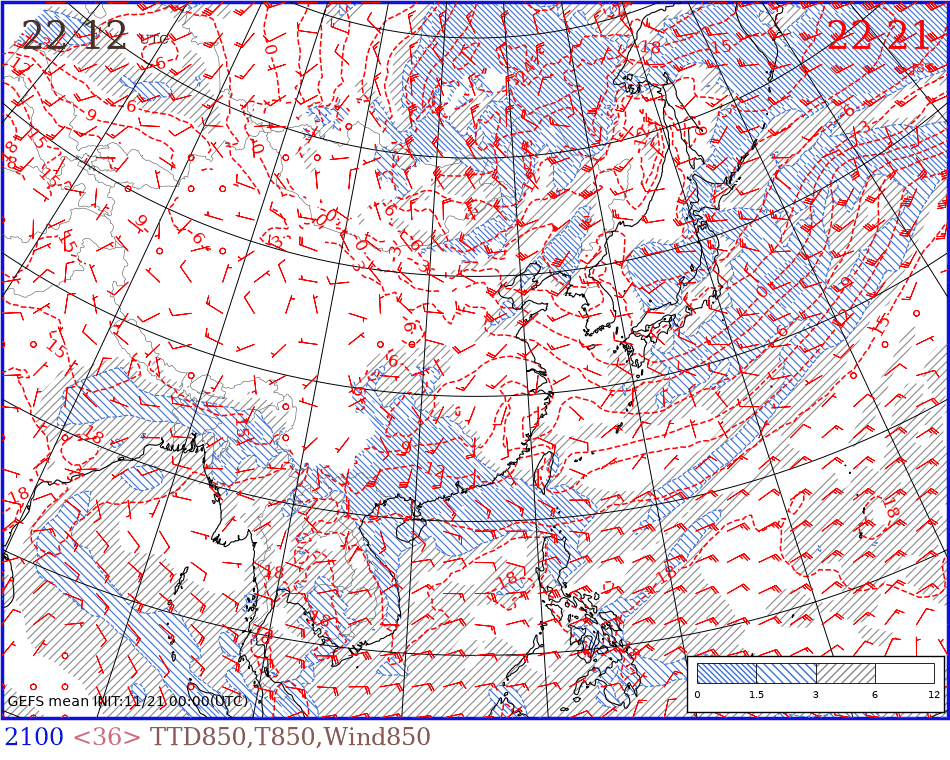 22 12 UTC 22 21
GEFS mean INIT:11/21.00:00(UTC)
0 1.5 3 6 12
2100 <36> TTD850,T850,Wind850